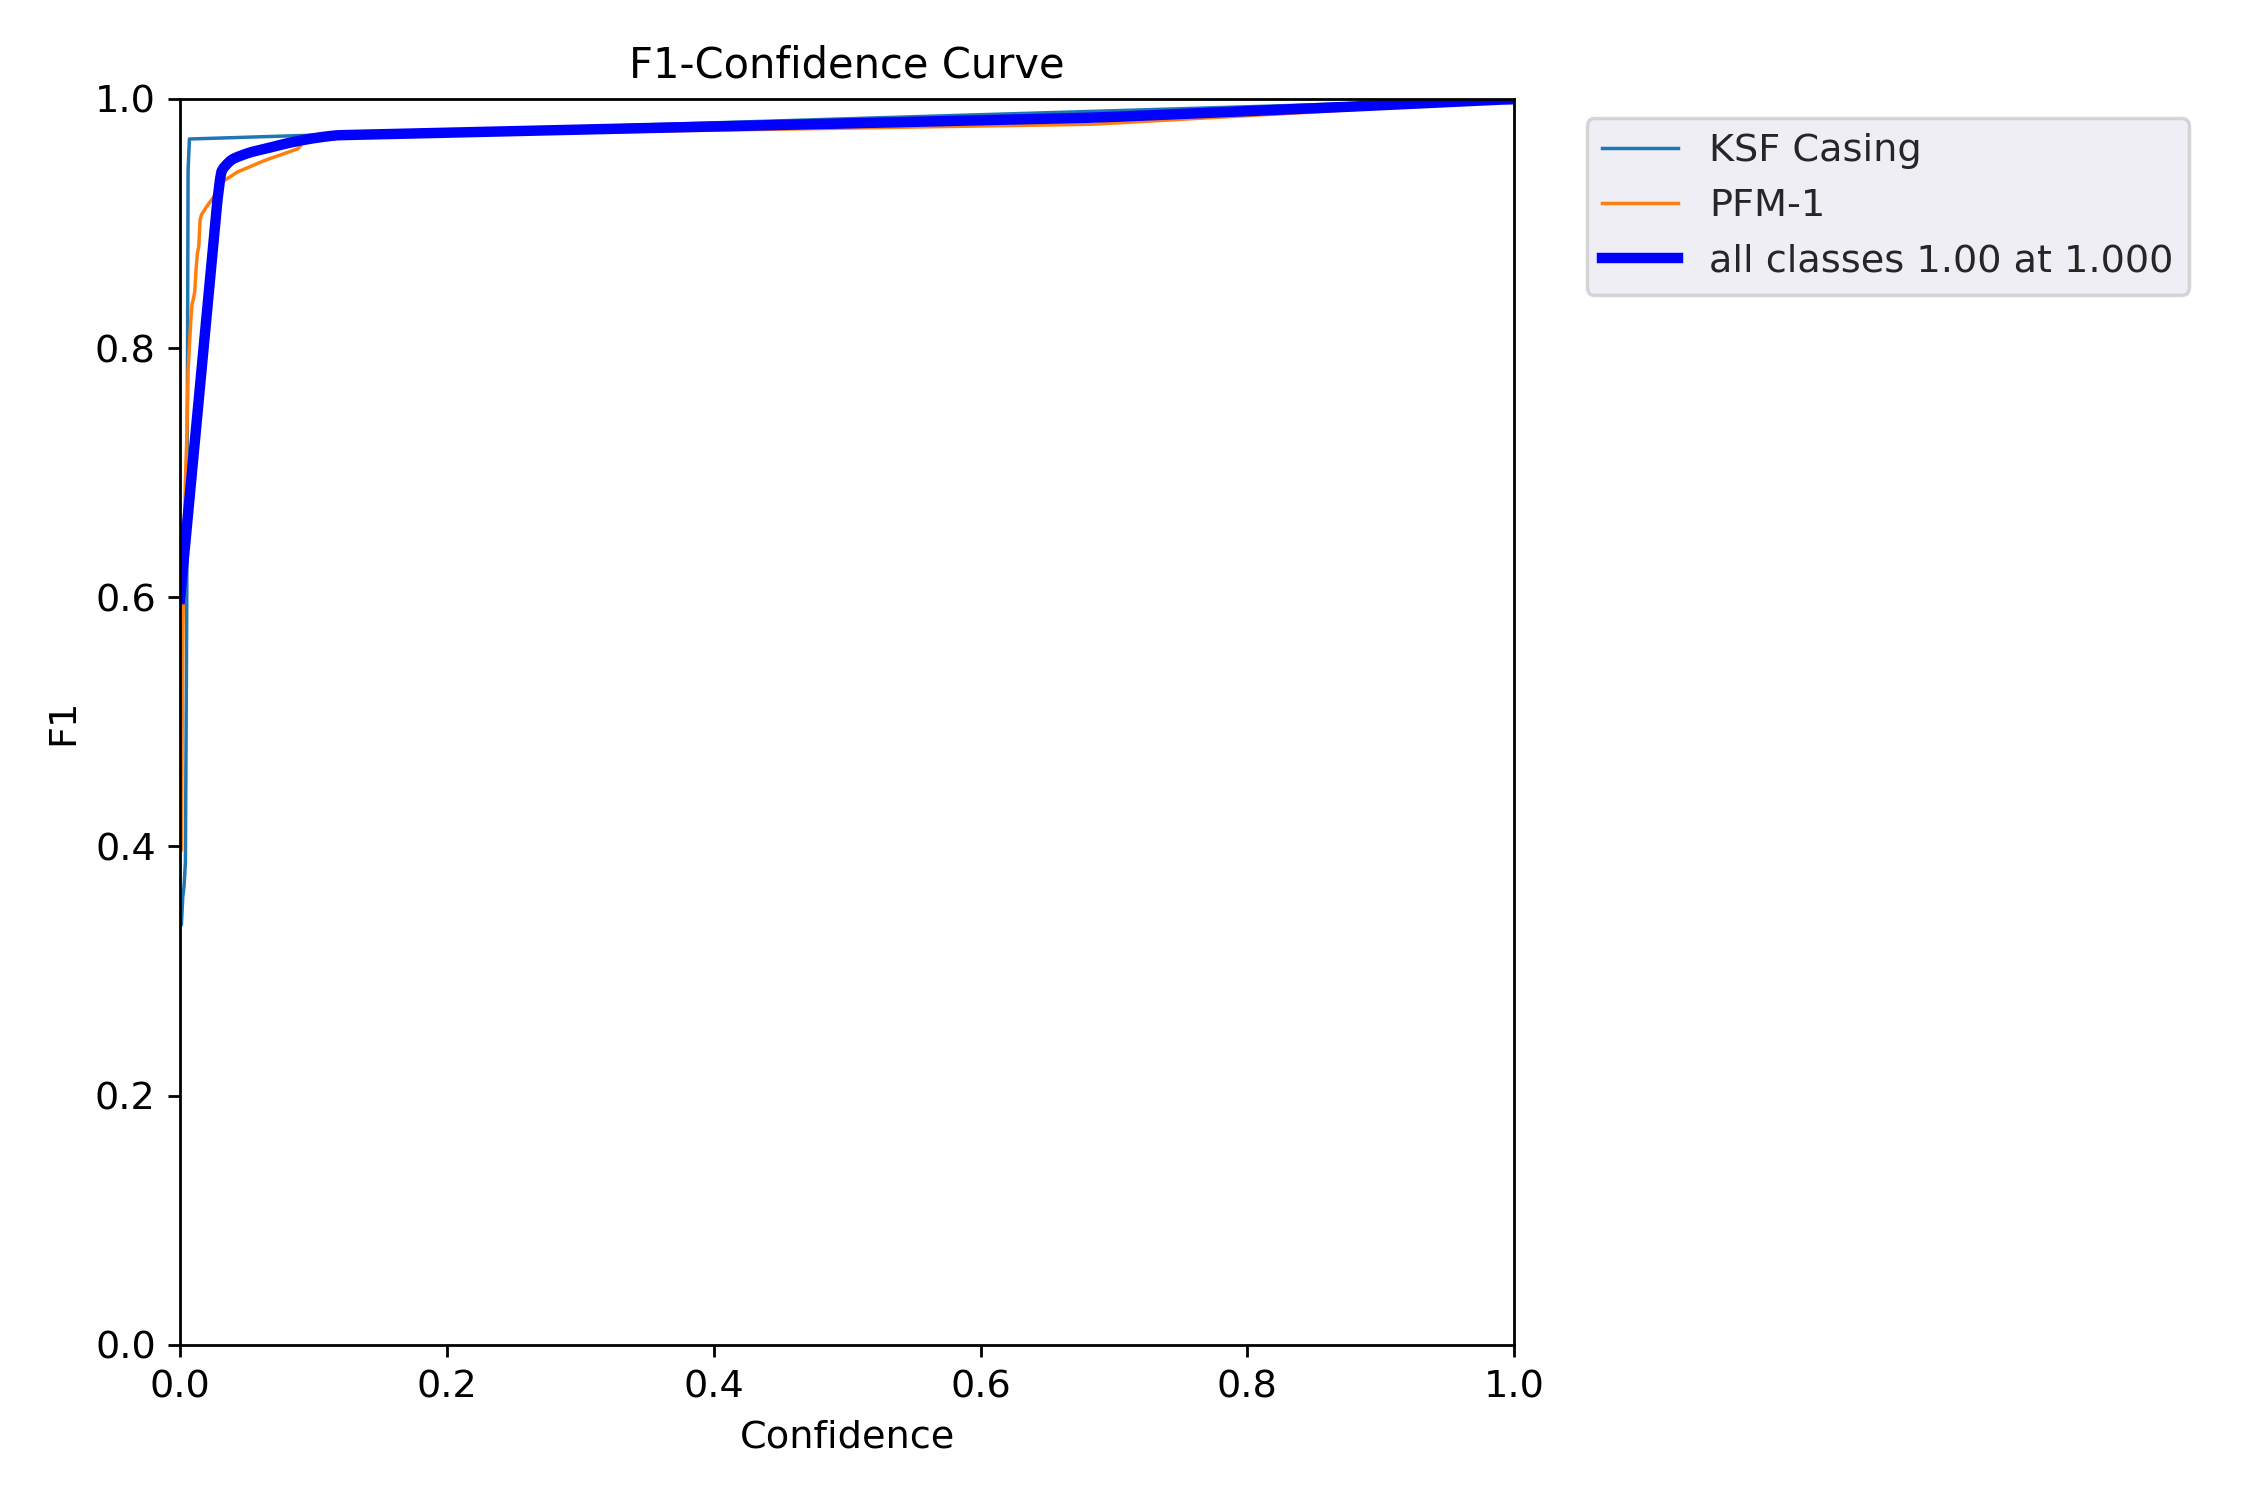 F1-Confidence Curve
1.0
0.8
0.6
0.4
0.2
0.0
F1
0.0 0.2 0.4 0.6 0.8 1.0
Confidence
KSF Casing
PFM-1
all classes 1.00 at 1.000